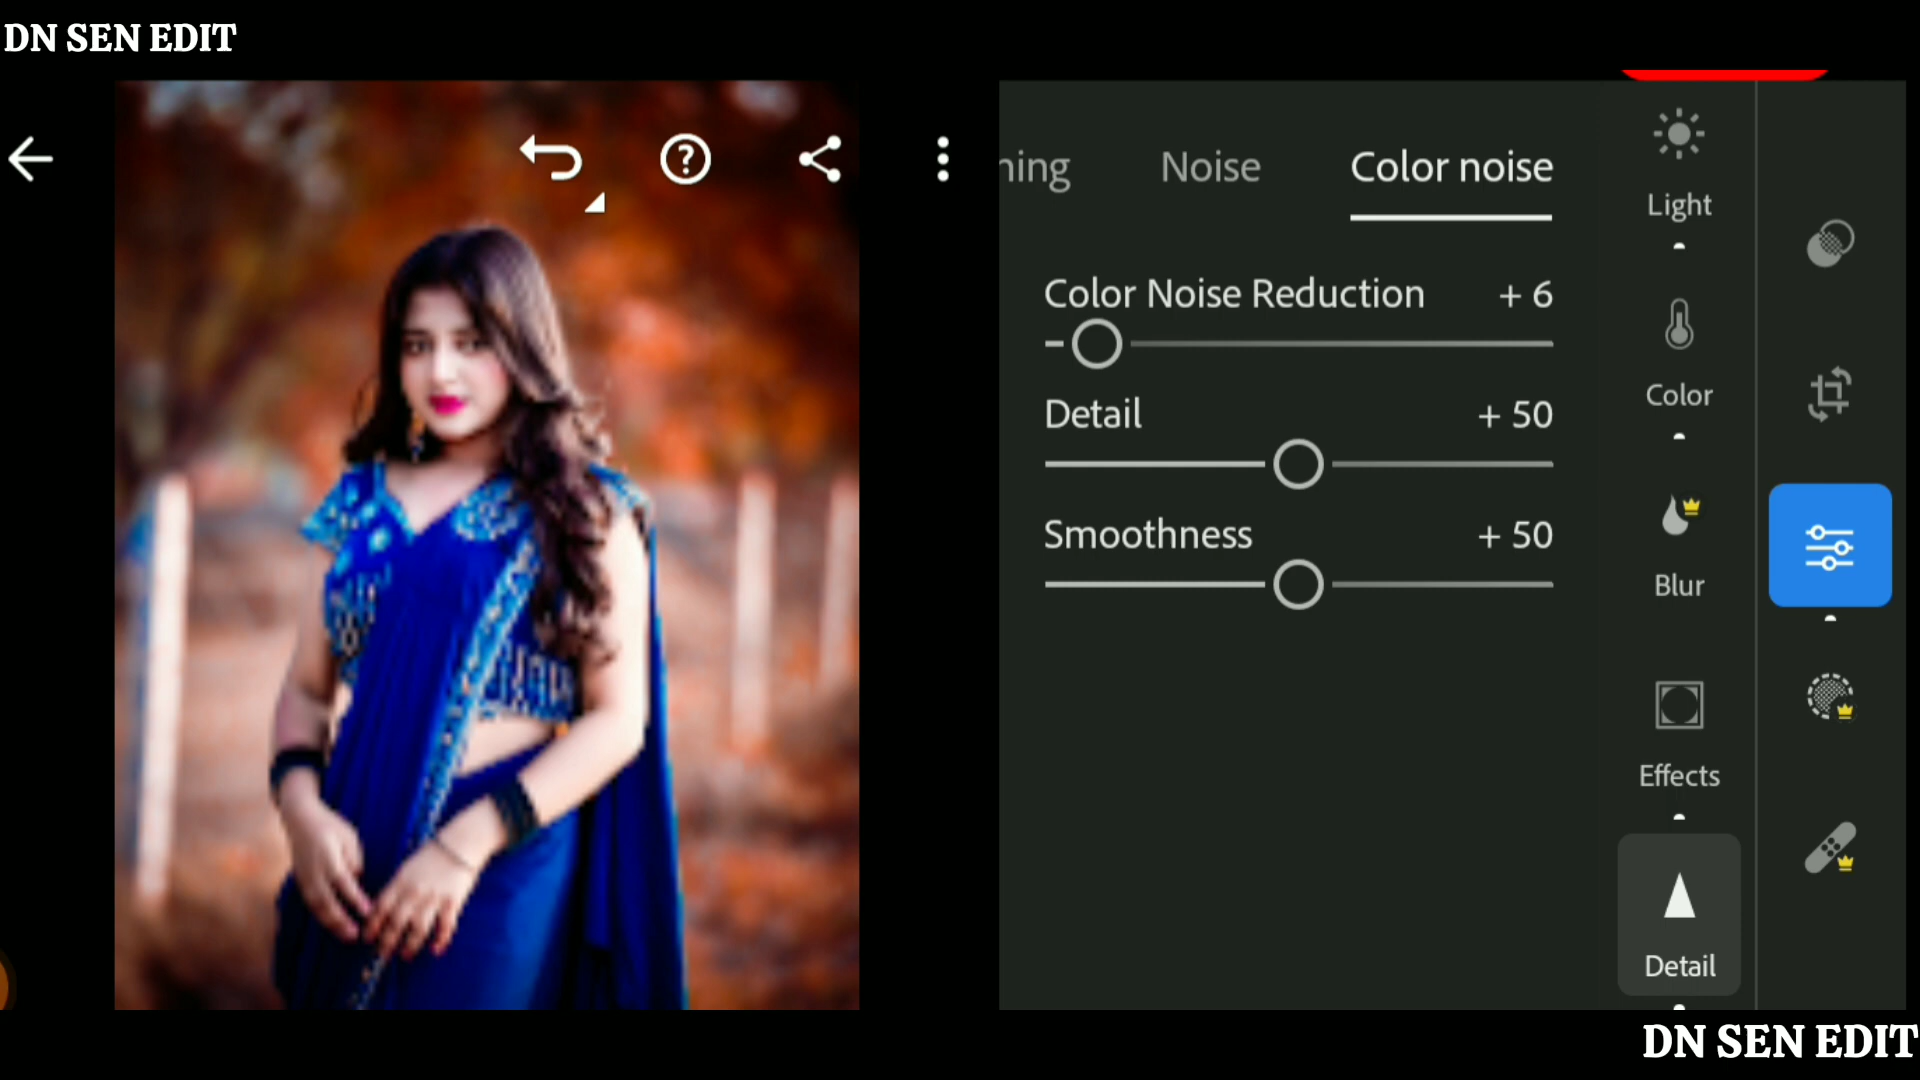 DN SEN EDIT
ning Noise Color noise
Color Noise Reduction + 6
Detail + 50
Smoothness + 50
Light
Color
Blur
Effects
Detail
DN SEN EDIT